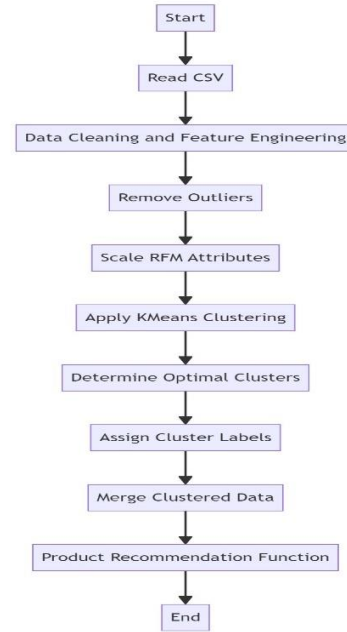 Start
Read CSV
Data Cleaning and Feature Engineering
Remove Outliers
Scale RFM Attributes
Apply KMeans Clustering
Determine Optimal Clusters
Assign Cluster Labels
Merge Clustered Data
Product Recommendation Function
End